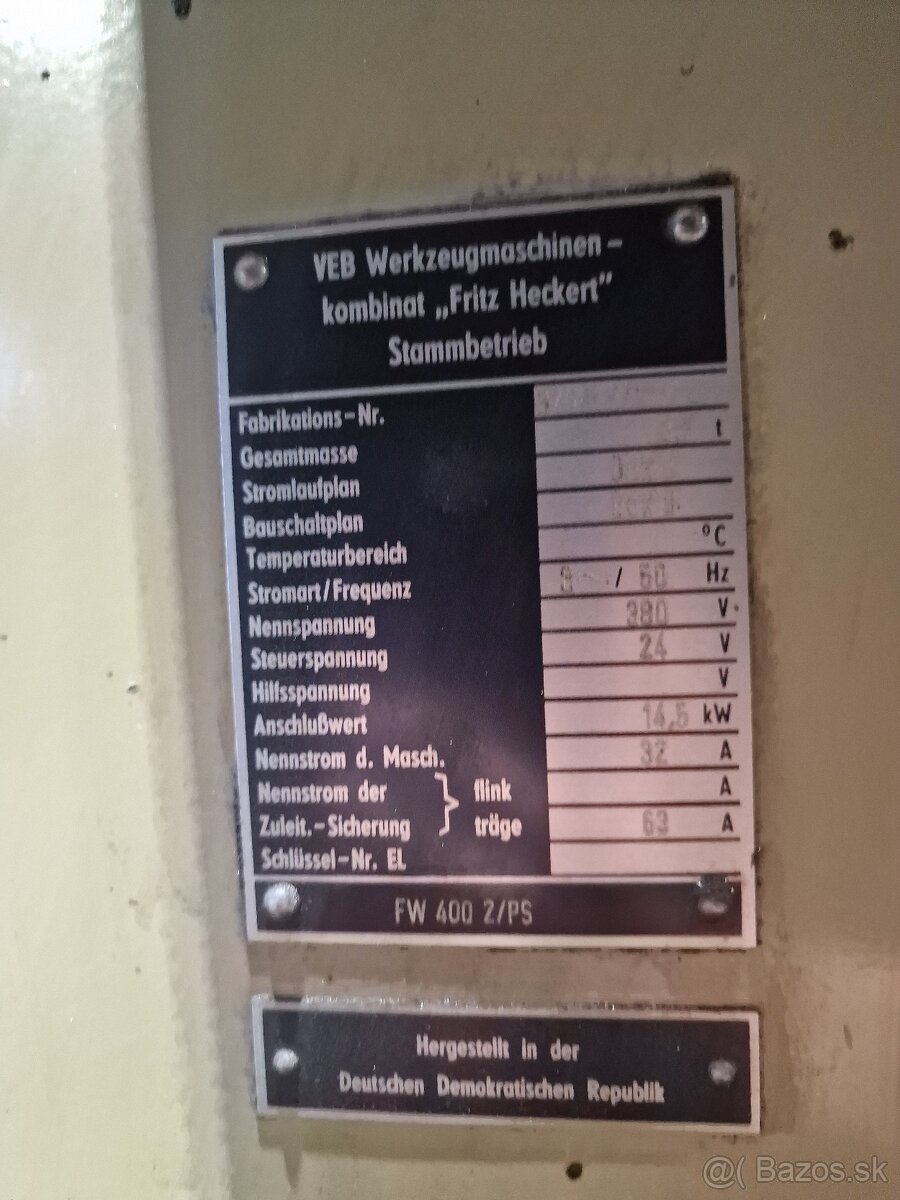 VEB Werkzeugmaschinen-
kombinat „Fritz Heckert"
Stammbetrieb
Fabrikations-Nr.
Gesamtmasse t
Stromlaufplan
Bauschaltplan
Temperaturbereich °C
Stromart/Frequenz / 50 Hz
Nennspannung 380 V
Steuerspannung 24 V
Hilfsspannung V
Anschlußwert 14,5 kW
Nennstrom d. Masch. 32 A
Nennstrom der } flink A
Zuleit.-Sicherung } träge 63 A
Schlüssel-Nr. EL
FW 400 2/PS
Hergestellt in der
Deutschen Demokratischen Republik
@( Bazos.sk